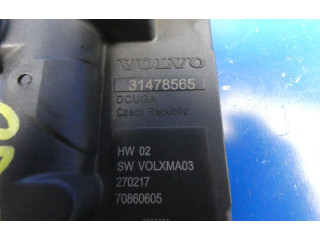 VOLVO
31478565
DCUGA
Czech Republic
HW 02
SW VOLXMA03
270217
70860605